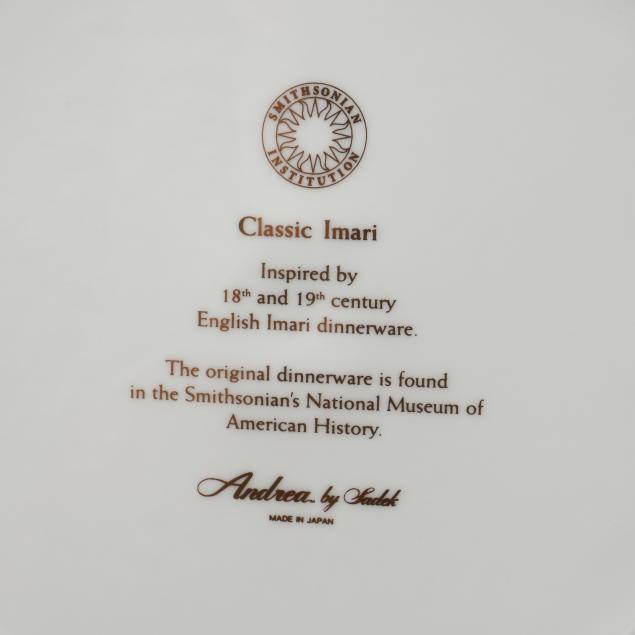 SMITHSONIAN
INSTITUTION
Classic Imari
Inspired by
18th and 19th century
English Imari dinnerware.
The original dinnerware is found
in the Smithsonian's National Museum of
American History.
Andrea™ by Sadek
MADE IN JAPAN